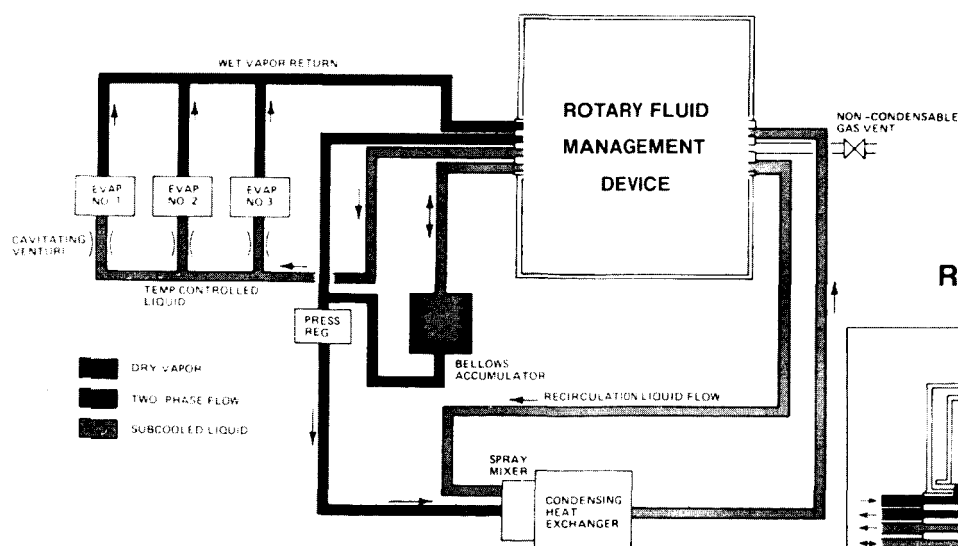 WET VAPOR RETURN
ROTARY FLUID
MANAGEMENT
DEVICE
NON-CONDENSABLE
GAS VENT
EVAP
NO. 1
EVAP
NO. 2
EVAP
NO. 3
CAVITATING
VENTURI
TEMP CONTROLLED
LIQUID
PRESS
REG
BELLOWS
ACCUMULATOR
DRY VAPOR
TWO PHASE FLOW
SUBCOOLED LIQUID
RECIRCULATION LIQUID FLOW
SPRAY
MIXER
CONDENSING
HEAT
EXCHANGER
R